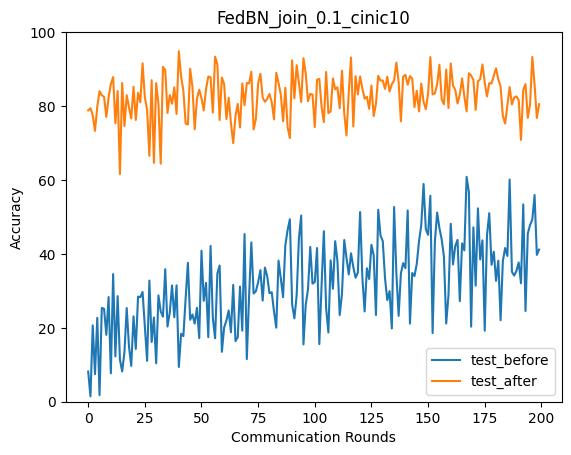 FedBN_join_0.1_cinic10
100
80
60
40
20
0
Accuracy
0 25 50 75 100 125 150 175 200
Communication Rounds
test_before
test_after